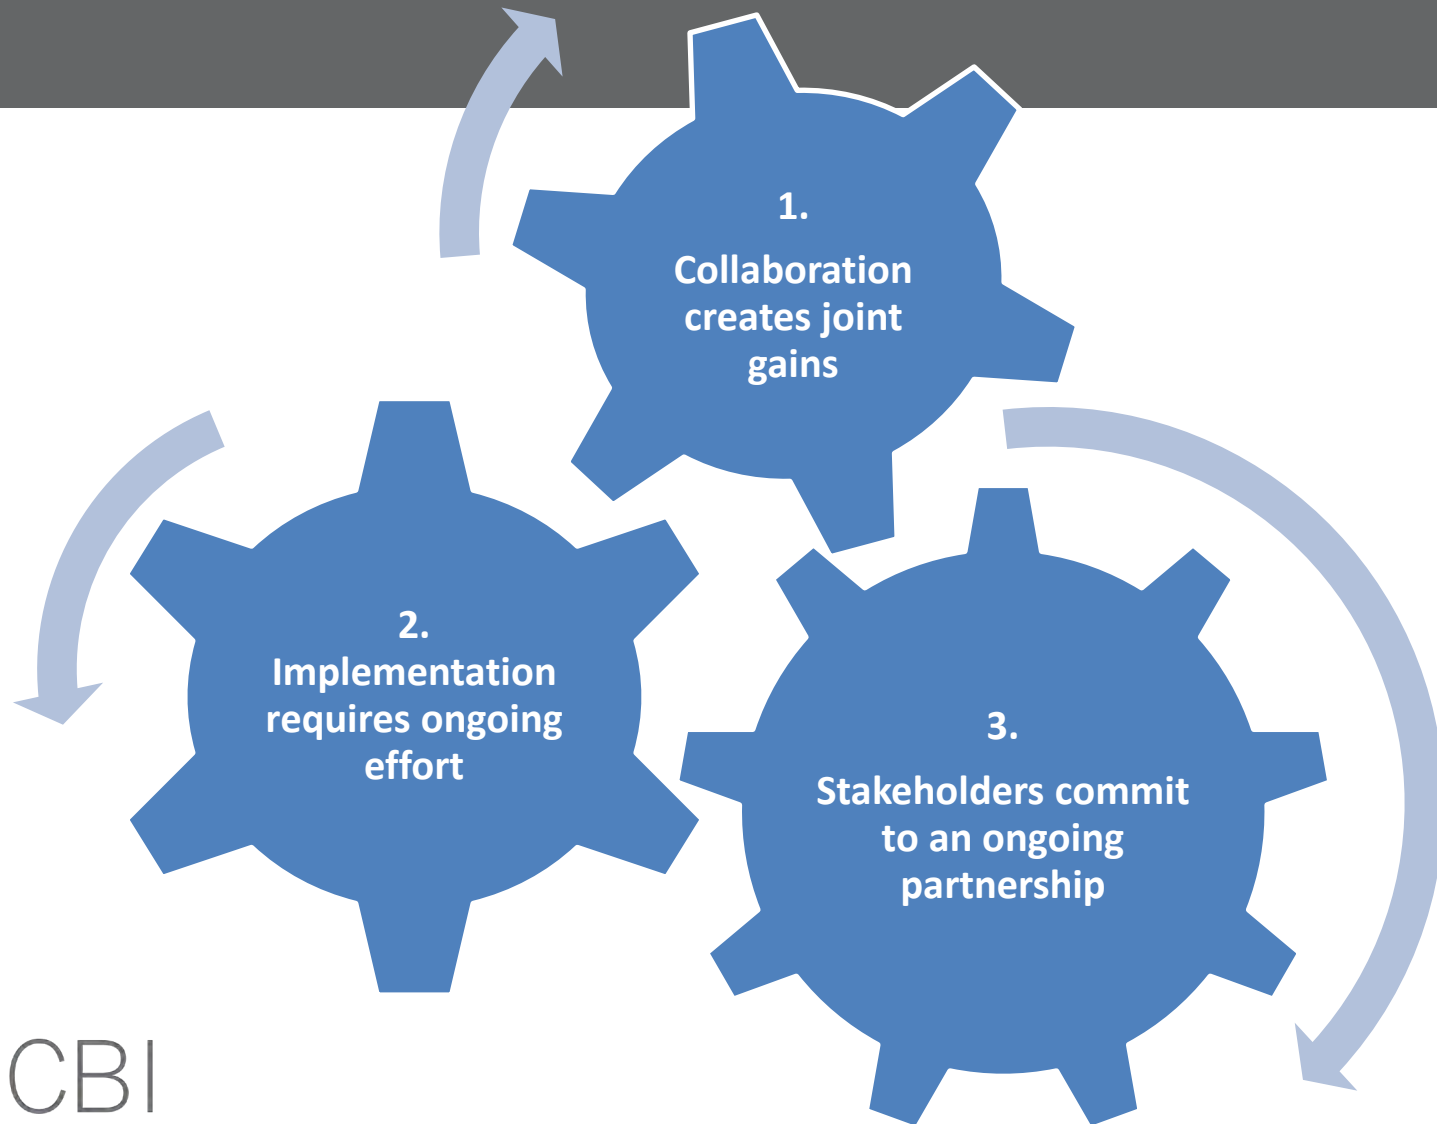 1.
Collaboration
creates joint
gains
2.
Implementation
requires ongoing
effort
3.
Stakeholders commit
to an ongoing
partnership
CBI